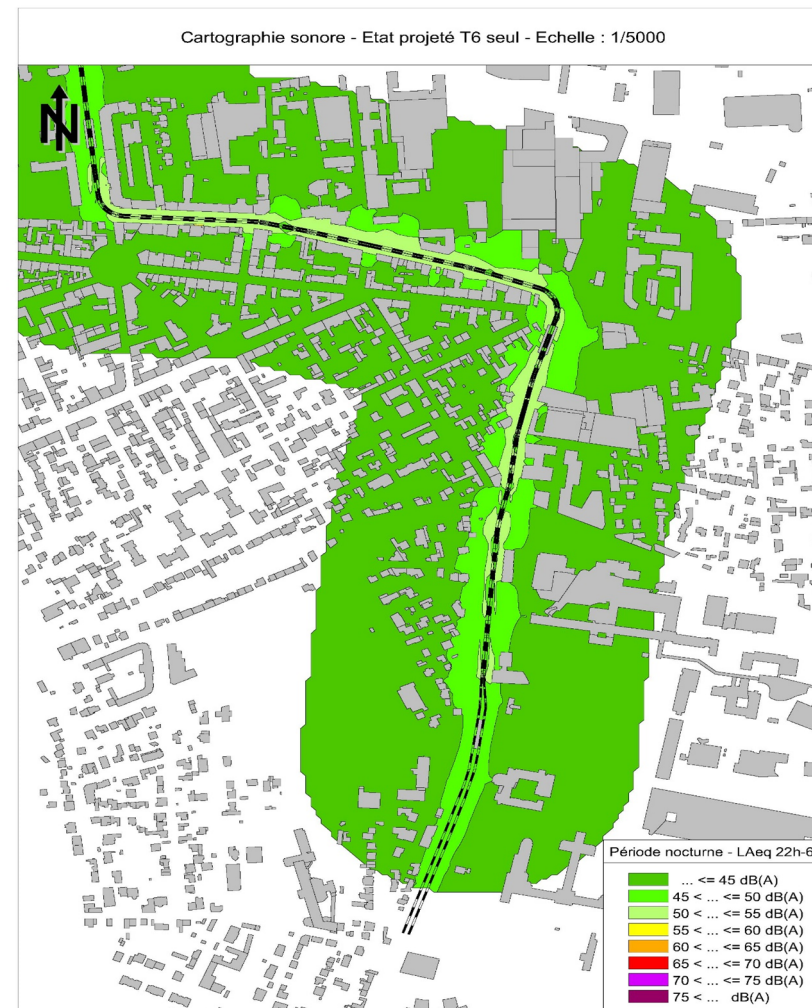 Cartographie sonore - Etat projeté T6 seul - Echelle : 1/5000
N
Période nocturne - LAeq 22h-6
... <= 45 dB(A)
45 < ... <= 50 dB(A)
50 < ... <= 55 dB(A)
55 < ... <= 60 dB(A)
60 < ... <= 65 dB(A)
65 < ... <= 70 dB(A)
70 < ... <= 75 dB(A)
75 < ... dB(A)